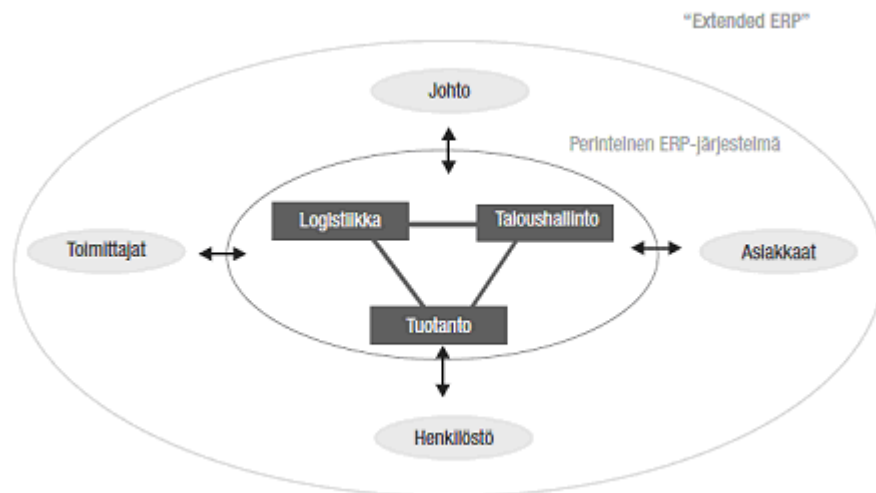 "Extended ERP"
Johto
Perinteinen ERP-järjestelmä
Logistiikka
Taloushallinto
Toimittajat
Asiakkaat
Tuotanto
Henkilöstö